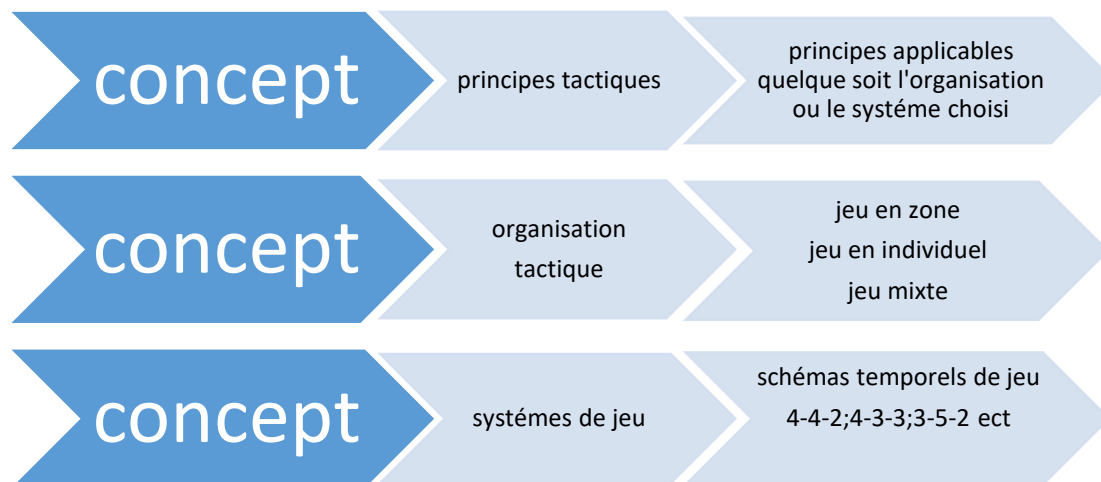 concept
principes tactiques
principes applicables
quelque soit l'organisation
ou le systéme choisi
concept
organisation
tactique
jeu en zone
jeu en individuel
jeu mixte
concept
systémes de jeu
schémas temporels de jeu
4-4-2;4-3-3;3-5-2 ect